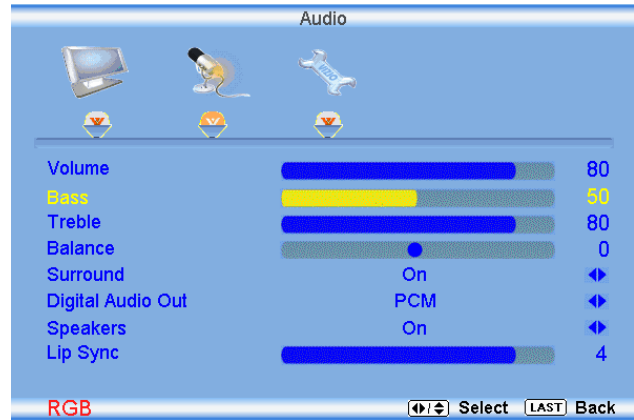 Audio
VIZIO
Volume 80
Bass 50
Treble 80
Balance 0
Surround On
Digital Audio Out PCM
Speakers On
Lip Sync 4
RGB Select LAST Back